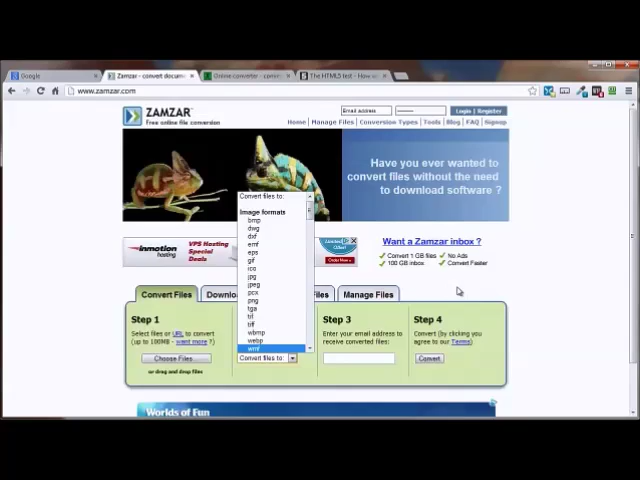 Google
Zamzar - convert docum
Online converter - conve
The HTML5 test - How
www.zamzar.com
ZAMZAR
Free online file conversion
Email address
Login | Register
Home | Manage Files | Conversion Types | Tools | Blog | FAQ | Signup
Have you ever wanted to
convert files without the need
to download software ?
inmotion
hosting
VPS Hosting
Special
Deals
Order Now
Want a Zamzar inbox ?
Convert 1 GB files
No Ads
100 GB inbox
Convert Faster
Convert Files
Downlo
Files
Manage Files
Convert files to:
Image formats
bmp
dwg
dxf
emf
eps
gif
ico
jpg
jpeg
pcx
png
tga
tif
tiff
wbmp
webp
wmf
Convert files to:
Step 1
Select files or URL to convert
(up to 100MB - want more ?)
Choose Files...
or drag and drop files
Step 3
Enter your email address to
receive converted files:
Step 4
Convert (by clicking you
agree to our Terms)
Convert
Worlds of Fun